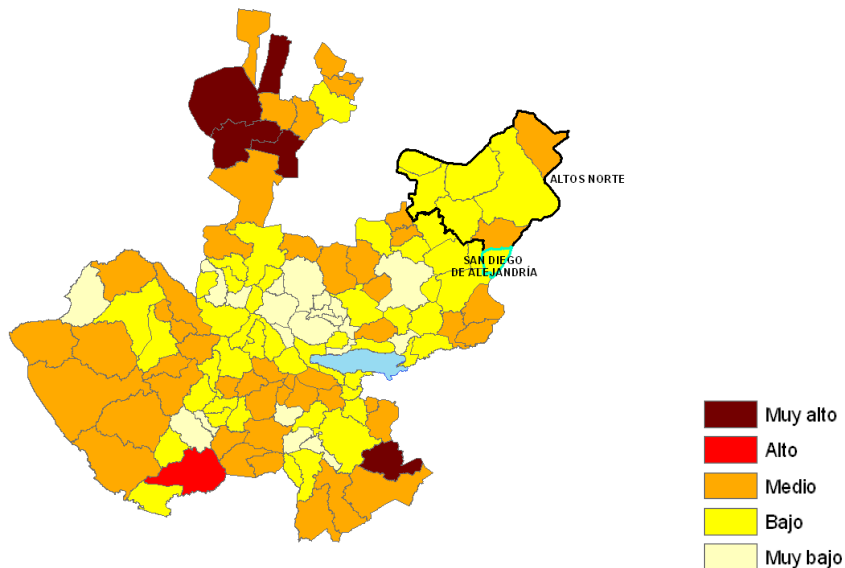 ALTOS NORTE
SAN DIEGO
DE ALEJANDRÍA
Muy alto
Alto
Medio
Bajo
Muy bajo